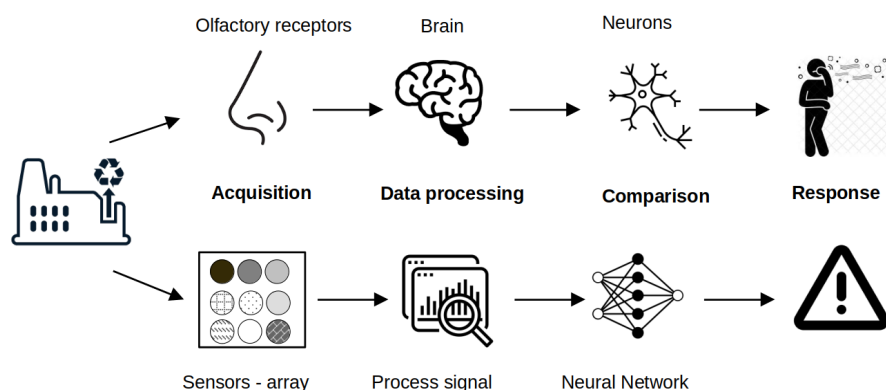 Olfactory receptors
Brain
Neurons
Acquisition
Data processing
Comparison
Response
Sensors - array
Process signal
Neural Network